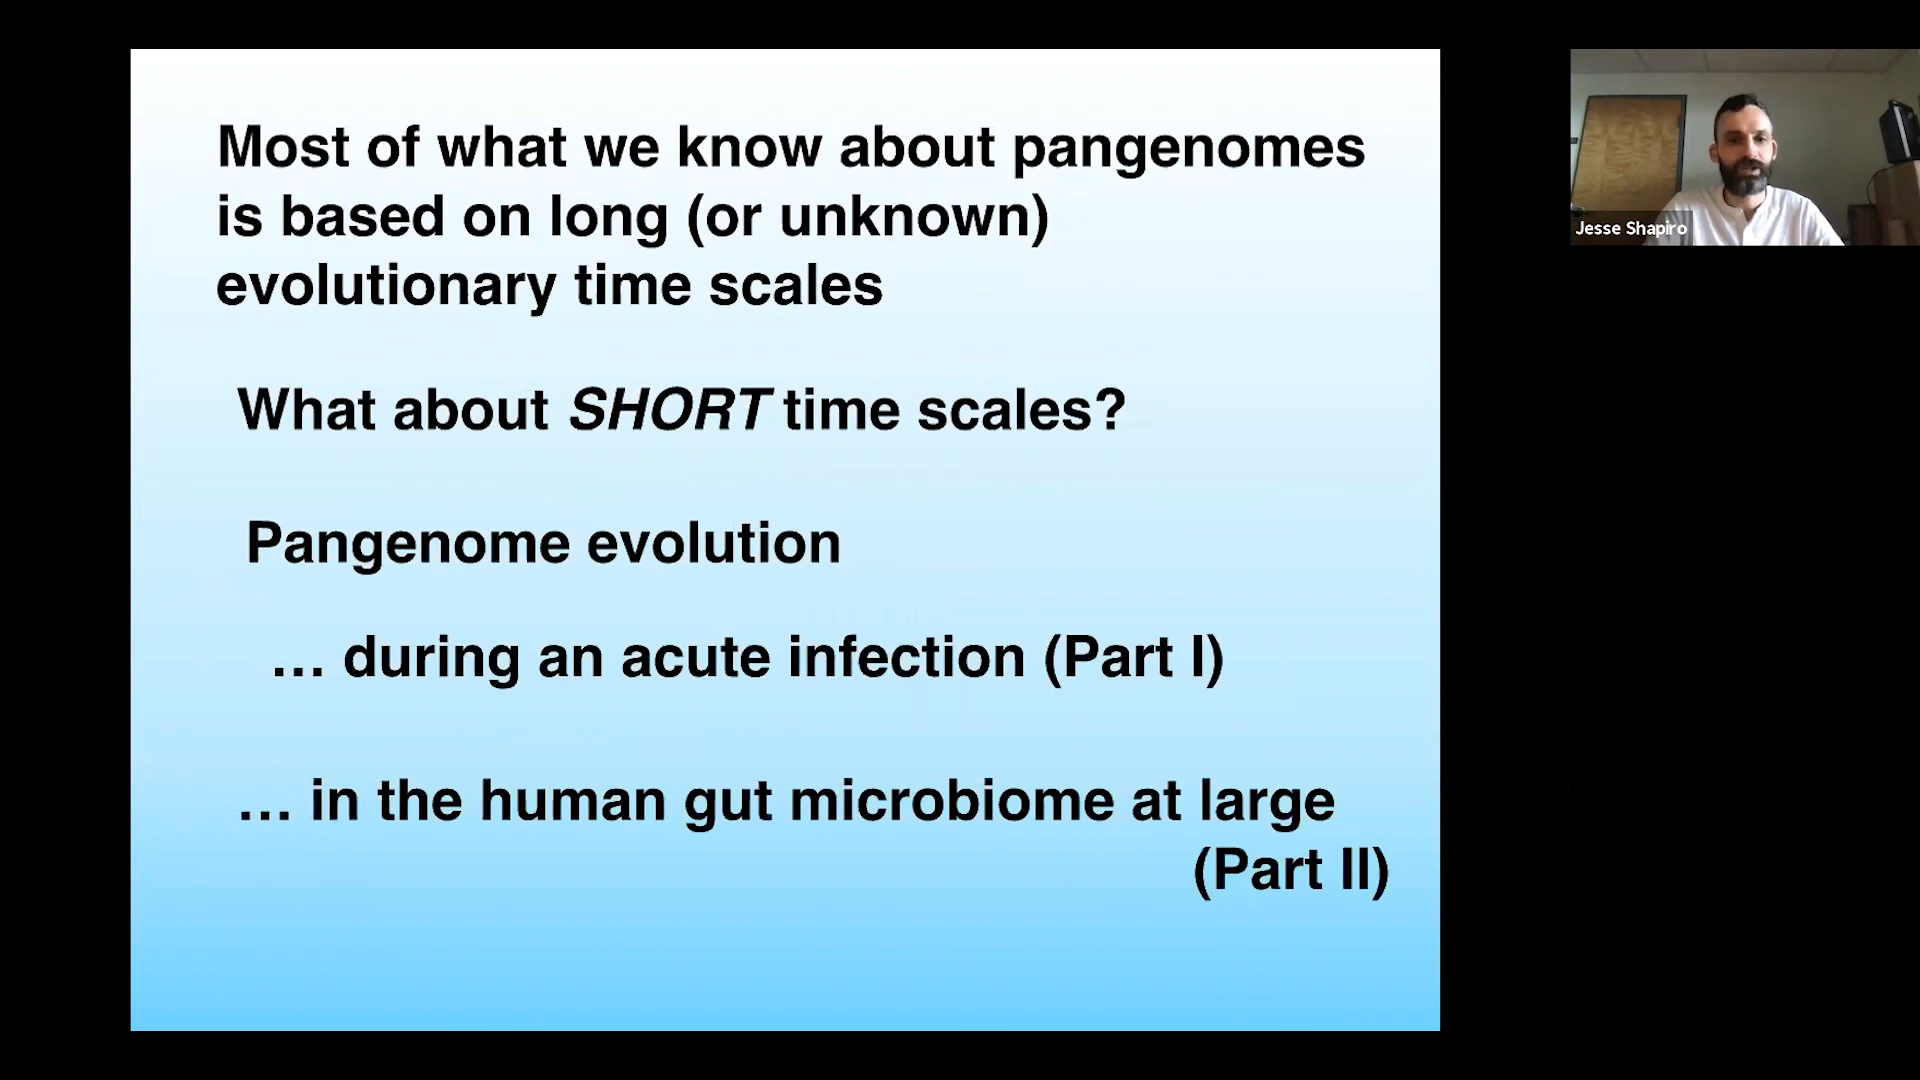 Most of what we know about pangenomes
is based on long (or unknown)
evolutionary time scales
What about SHORT time scales?
Pangenome evolution
… during an acute infection (Part I)
… in the human gut microbiome at large
(Part II)
Jesse Shapiro